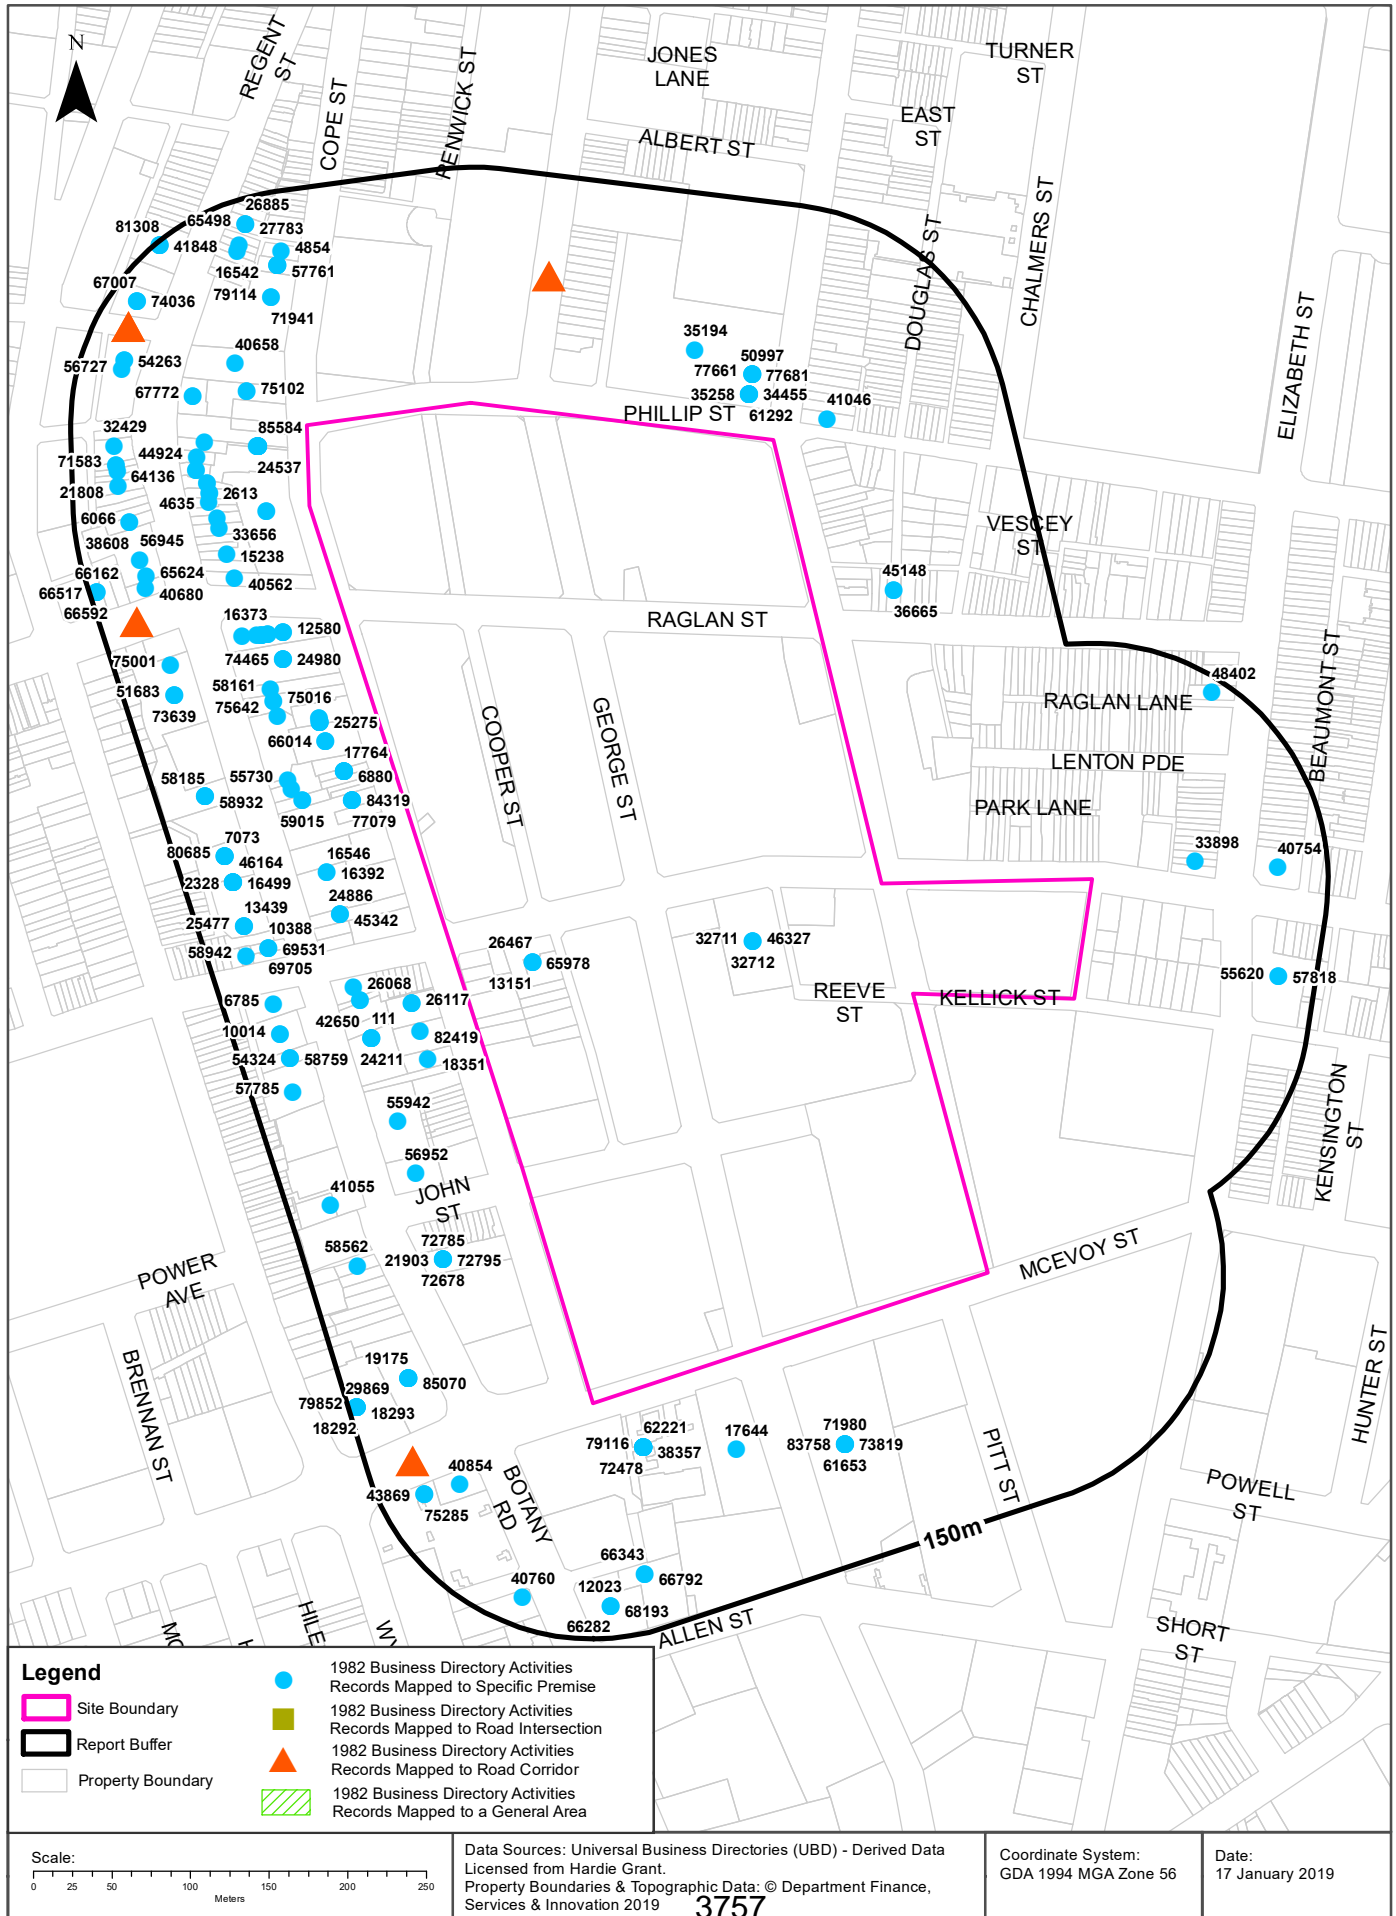 N
REGENT
ST
COPE ST
RENWICK ST
JONES
LANE
TURNER
ST
EAST
ST
ALBERT ST
CHALMERS ST
DOUGLAS ST
ELIZABETH ST
26885
65498
27783
81308
41848
4854
16542
57761
67007
79114
74036
71941
35194
50997
40658
54263
56727
77661
77681
67772
75102
35258
34455
41046
PHILLIP ST
61292
32429
85584
44924
71583
24537
64136
21808
2613
4635
6066
33656
VESCEY
ST
38608
56945
15238
66162
65624
45148
66517
40680
40562
66592
36665
16373
12580
RAGLAN ST
75001
74465
24980
BEAUMONT ST
48402
51683
58161
75016
RAGLAN LANE
75642
73639
25275
COOPER ST
GEORGE ST
66014
17764
LENTON PDE
58185
55730
6880
58932
84319
PARK LANE
59015
77079
7073
33898
40754
80685
46164
16546
2328
16499
16392
24886
13439
45342
25477
10388
26467
32711
46327
58942
69531
65978
32712
69705
13151
55620
57818
6785
26068
26117
REEVE
ST
KELLICK ST
42650
111
10014
82419
54324
58759
24211
18351
57785
KENSINGTON
ST
55942
56952
JOHN
ST
41055
72785
58562
21903
72795
72678
MCEVOY ST
POWER
AVE
BRENNAN ST
HUNTER ST
19175
85070
29869
79852
18293
18292
62221
17644
71980
79116
38357
83758
73819
72478
61653
PITT ST
40854
BOTANY
RD
43869
75285
POWELL
ST
150m
66343
66792
40760
12023
68193
66282
ALLEN ST
SHORT
ST
HILE
WY
Legend
Site Boundary
Report Buffer
Property Boundary
1982 Business Directory Activities
Records Mapped to Specific Premise
1982 Business Directory Activities
Records Mapped to Road Intersection
1982 Business Directory Activities
Records Mapped to Road Corridor
1982 Business Directory Activities
Records Mapped to a General Area
Scale:
0 25 50 100 150 200 250
Meters
Data Sources: Universal Business Directories (UBD) - Derived Data
Licensed from Hardie Grant.
Property Boundaries & Topographic Data: © Department Finance,
Services & Innovation 2019
3757
Coordinate System:
GDA 1994 MGA Zone 56
Date:
17 January 2019